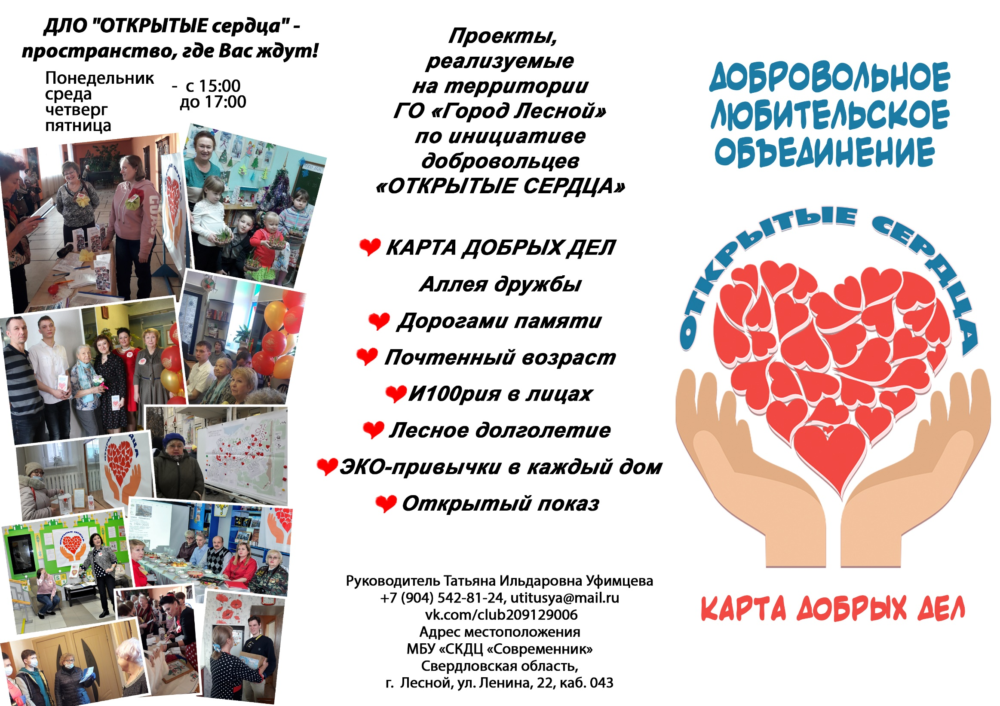 ДЛО "ОТКРЫТЫЕ сердца" -
пространство, где Вас ждут!
Понедельник
среда
четверг
пятница
- с 15:00
до 17:00
Проекты,
реализуемые
на территории
ГО «Город Лесной»
по инициативе
добровольцев
«ОТКРЫТЫЕ СЕРДЦА»
КАРТА ДОБРЫХ ДЕЛ
Аллея дружбы
Дорогами памяти
Почтенный возраст
И100рия в лицах
Лесное долголетие
ЭКО-привычки в каждый дом
Открытый показ
Руководитель Татьяна Ильдаровна Уфимцева
+7 (904) 542-81-24, utitusya@mail.ru
vk.com/club209129006
Адрес местоположения
МБУ «СКДЦ «Современник»
Свердловская область,
г. Лесной, ул. Ленина, 22, каб. 043
ДОБРОВОЛЬНОЕ
ЛЮБИТЕЛЬСКОЕ
ОБЪЕДИНЕНИЕ
ОТКРЫТЫЕ СЕРДЦА
КАРТА ДОБРЫХ ДЕЛ